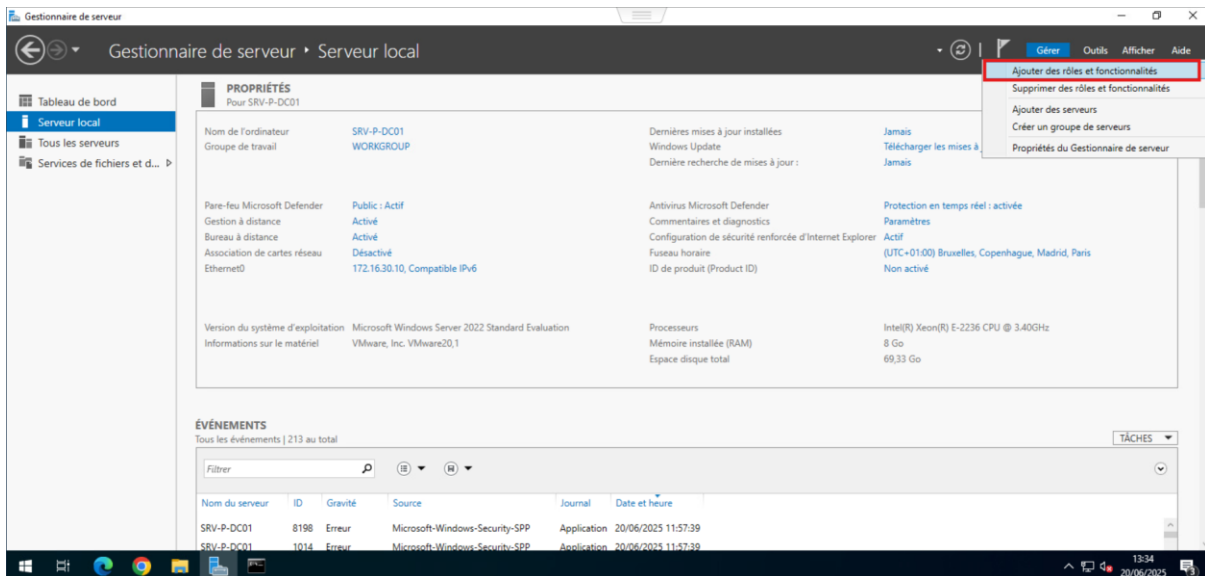 Gestionnaire de serveur
Gestionnaire de serveur • Serveur local
Gérer Outils Afficher Aide
Ajouter des rôles et fonctionnalités
Supprimer des rôles et fonctionnalités
Ajouter des serveurs
Créer un groupe de serveurs
Propriétés du Gestionnaire de serveur
Tableau de bord
Serveur local
Tous les serveurs
Services de fichiers et d...
PROPRIÉTÉS
Pour SRV-P-DC01
Nom de l'ordinateur SRV-P-DC01
Groupe de travail WORKGROUP
Dernières mises à jour installées Jamais
Windows Update Télécharger les mises à
Dernière recherche de mises à jour : Jamais
Pare-feu Microsoft Defender Public : Actif
Gestion à distance Activé
Bureau à distance Activé
Association de cartes réseau Désactivé
Ethernet0 172.16.30.10, Compatible IPv6
Antivirus Microsoft Defender Protection en temps réel : activée
Commentaires et diagnostics Paramètres
Configuration de sécurité renforcée d'Internet Explorer Actif
Fuseau horaire (UTC+01:00) Bruxelles, Copenhague, Madrid, Paris
ID de produit (Product ID) Non activé
Version du système d'exploitation Microsoft Windows Server 2022 Standard Evaluation
Informations sur le matériel VMware, Inc. VMware20,1
Processeurs Intel(R) Xeon(R) E-2236 CPU @ 3.40GHz
Mémoire installée (RAM) 8 Go
Espace disque total 69,33 Go
ÉVÉNEMENTS
Tous les événements | 213 au total
TÂCHES
Filtrer
Nom du serveur ID Gravité Source Journal Date et heure
SRV-P-DC01 8198 Erreur Microsoft-Windows-Security-SPP Application 20/06/2025 11:57:39
SRV-P-DC01 1014 Erreur Microsoft-Windows-Security-SPP Application 20/06/2025 11:57:39
13:34
20/06/2025